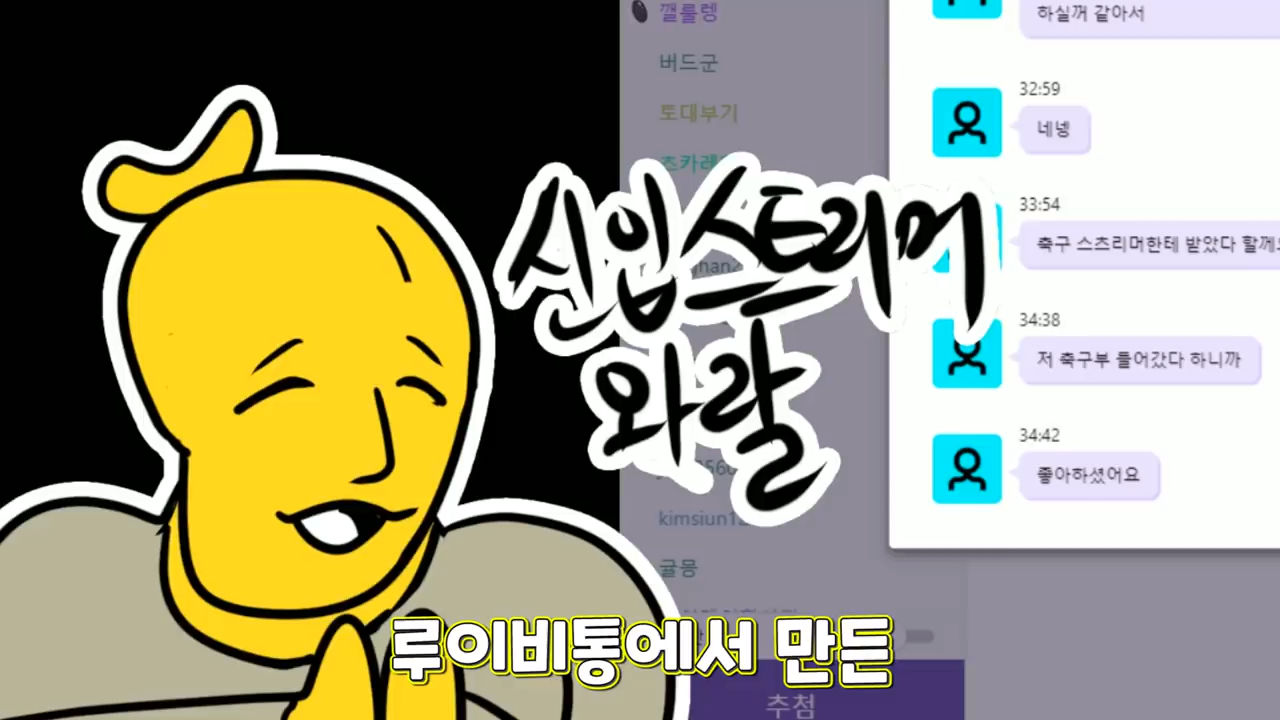 깰룰렝
버드군
토대부기
kimsiun1
귤몽
추첨
하실꺼 같아서
32:59
네넹
33:54
축구 스츠리머한테 받았다 할께요
34:38
저 축구부 들어갔다 하니까
34:42
좋아하셨어요
신입스트리머
와랄
루이비통에서 만든